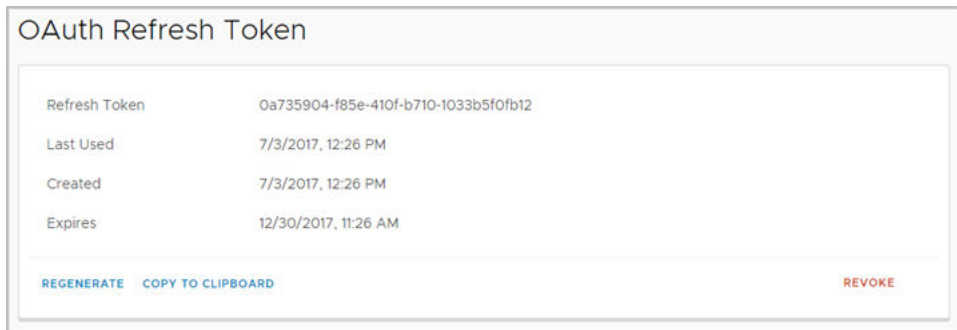 OAuth Refresh Token
Refresh Token 0a735904-f85e-410f-b710-1033b5f0fb12
Last Used 7/3/2017, 12:26 PM
Created 7/3/2017, 12:26 PM
Expires 12/30/2017, 11:26 AM
REGENERATE COPY TO CLIPBOARD REVOKE